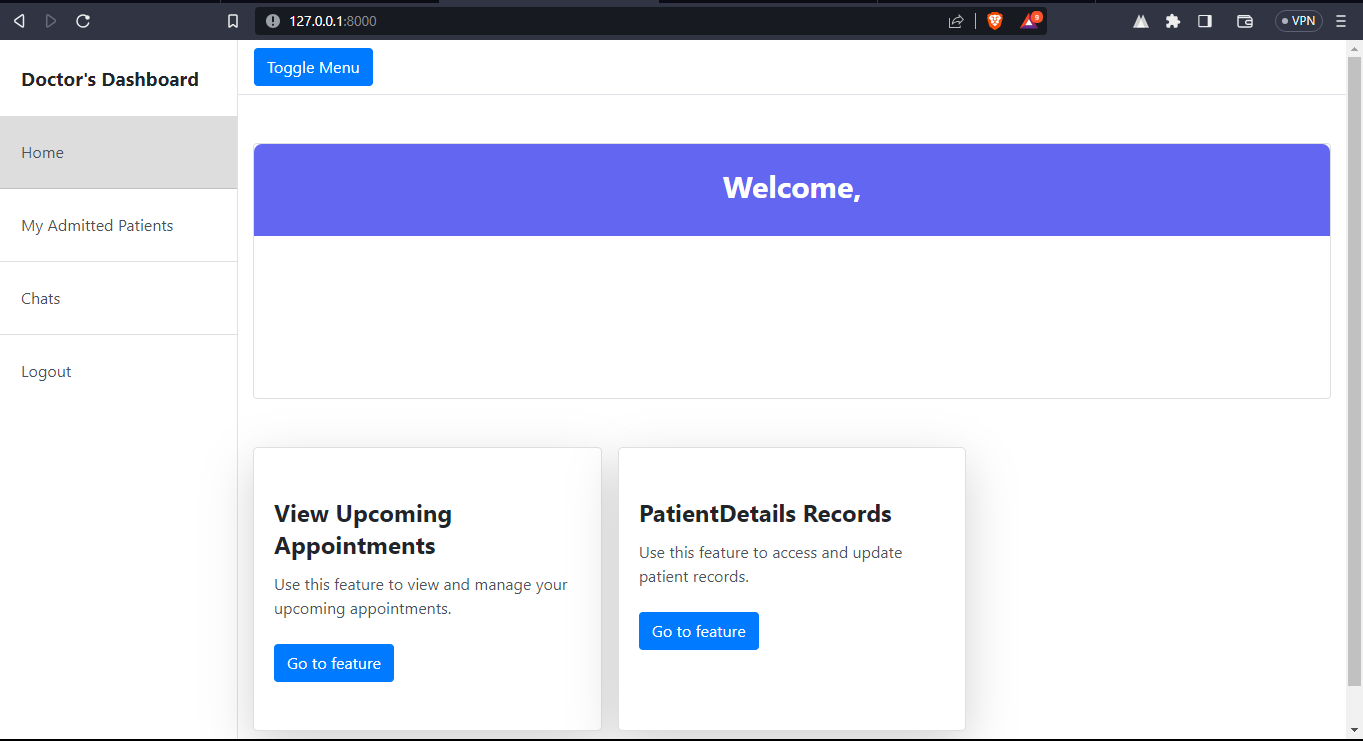 127.0.0.1:8000
9
VPN
Doctor's Dashboard
Toggle Menu
Home
My Admitted Patients
Chats
Logout
Welcome,
View Upcoming
Appointments
Use this feature to view and manage your
upcoming appointments.
Go to feature
PatientDetails Records
Use this feature to access and update
patient records.
Go to feature